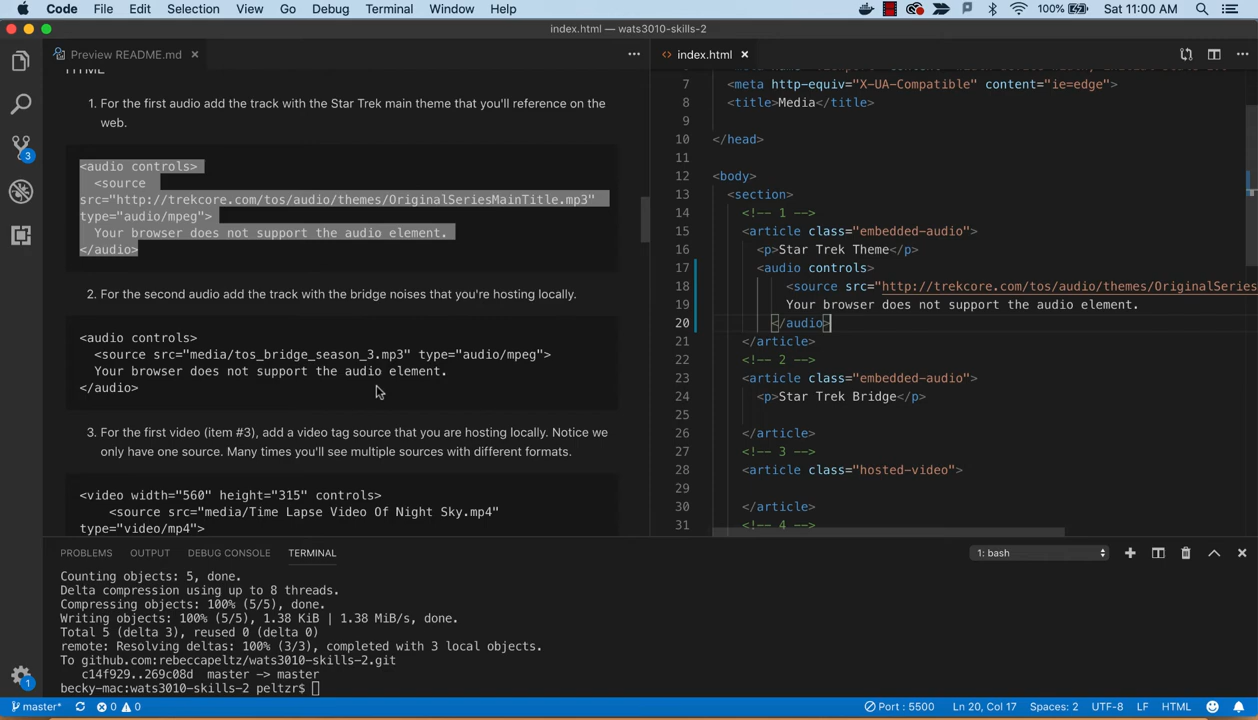 Code File Edit Selection View Go Debug Terminal Window Help 100% Sat 11:00 AM
index.html — wats3010-skills-2
Preview README.md
HTML
1. For the first audio add the track with the Star Trek main theme that you'll reference on the
web.
<audio controls>
<source
src="http://trekcore.com/tos/audio/themes/OriginalSeriesMainTitle.mp3"
type="audio/mpeg">
Your browser does not support the audio element.
</audio>
2. For the second audio add the track with the bridge noises that you're hosting locally.
<audio controls>
<source src="media/tos_bridge_season_3.mp3" type="audio/mpeg">
Your browser does not support the audio element.
</audio>
3. For the first video (item #3), add a video tag source that you are hosting locally. Notice we
only have one source. Many times you'll see multiple sources with different formats.
<video width="560" height="315" controls>
<source src="media/Time Lapse Video Of Night Sky.mp4"
type="video/mp4">
index.html
7 <meta http-equiv="X-UA-Compatible" content="ie=edge">
8 <title>Media</title>
9
10 </head>
11
12 <body>
13 <section>
14 <!-- 1 -->
15 <article class="embedded-audio">
16 <p>Star Trek Theme</p>
17 <audio controls>
18 <source src="http://trekcore.com/tos/audio/themes/OriginalSeries
19 Your browser does not support the audio element.
20 </audio>
21 </article>
22 <!-- 2 -->
23 <article class="embedded-audio">
24 <p>Star Trek Bridge</p>
25
26 </article>
27 <!-- 3 -->
28 <article class="hosted-video">
29
30 </article>
31 <!-- 4 -->
PROBLEMS OUTPUT DEBUG CONSOLE TERMINAL 1: bash
Counting objects: 5, done.
Delta compression using up to 8 threads.
Compressing objects: 100% (5/5), done.
Writing objects: 100% (5/5), 1.38 KiB | 1.38 MiB/s, done.
Total 5 (delta 3), reused 0 (delta 0)
remote: Resolving deltas: 100% (3/3), completed with 3 local objects.
To github.com:rebeccapeltz/wats3010-skills-2.git
c14f929..269c08d master -> master
becky-mac:wats3010-skills-2 peltzr$
3
1
master* 0 0 Port : 5500 Ln 20, Col 17 Spaces: 2 UTF-8 LF HTML